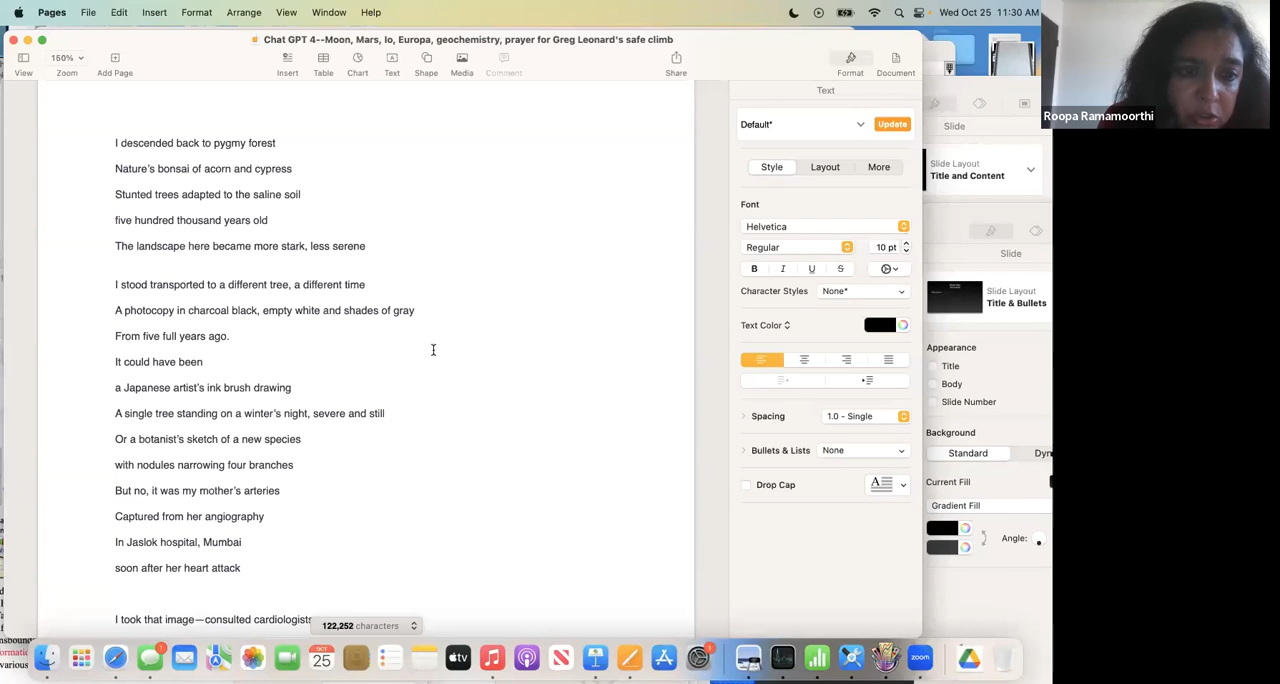 Pages File Edit Insert Format Arrange View Window Help Wed Oct 25 11:30 AM
Chat GPT 4--Moon, Mars, Io, Europa, geochemistry, prayer for Greg Leonard's safe climb
150%
View Zoom Add Page Insert Table Chart Text Shape Media Comment Share Format Document
I descended back to pygmy forest
Nature's bonsai of acorn and cypress
Stunted trees adapted to the saline soil
five hundred thousand years old
The landscape here became more stark, less serene
I stood transported to a different tree, a different time
A photocopy in charcoal black, empty white and shades of gray
From five full years ago.
It could have been
a Japanese artist's ink brush drawing
A single tree standing on a winter's night, severe and still
Or a botanist's sketch of a new species
with nodules narrowing four branches
But no, it was my mother's arteries
Captured from her angiography
In Jaslok hospital, Mumbai
soon after her heart attack
I took that image—consulted cardiologists
122,252 characters
Text
Default*
Update
Style Layout More
Font
Helvetica
Regular 10 pt
B I U S
Character Styles None*
Text Color
Spacing 1.0 - Single
Bullets & Lists None
Drop Cap
A
Slide
Slide Layout
Title and Content
Slide
Slide Layout
Title & Bullets
Appearance
Title
Body
Slide Number
Background
Standard Dyn
Current Fill
Gradient Fill
Angle:
Roopa Ramoorthi
OCT
25
1
tv
1
zoom